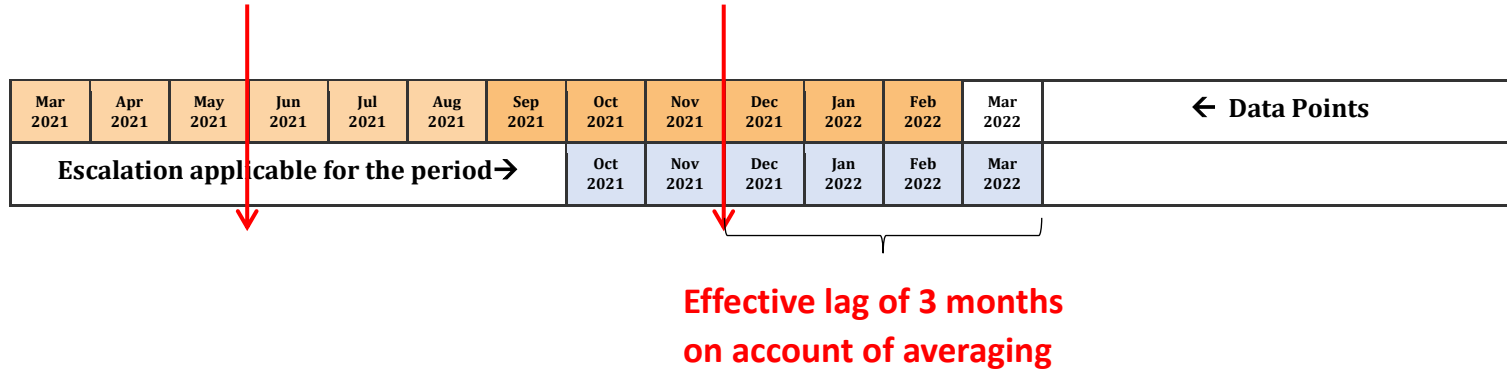 Mar 2021 Apr 2021 May 2021 Jun 2021 Jul 2021 Aug 2021 Sep 2021 Oct 2021 Nov 2021 Dec 2021 Jan 2022 Feb 2022 Mar 2022 ← Data Points
Escalation applicable for the period→ Oct 2021 Nov 2021 Dec 2021 Jan 2022 Feb 2022 Mar 2022
Effective lag of 3 months
on account of averaging